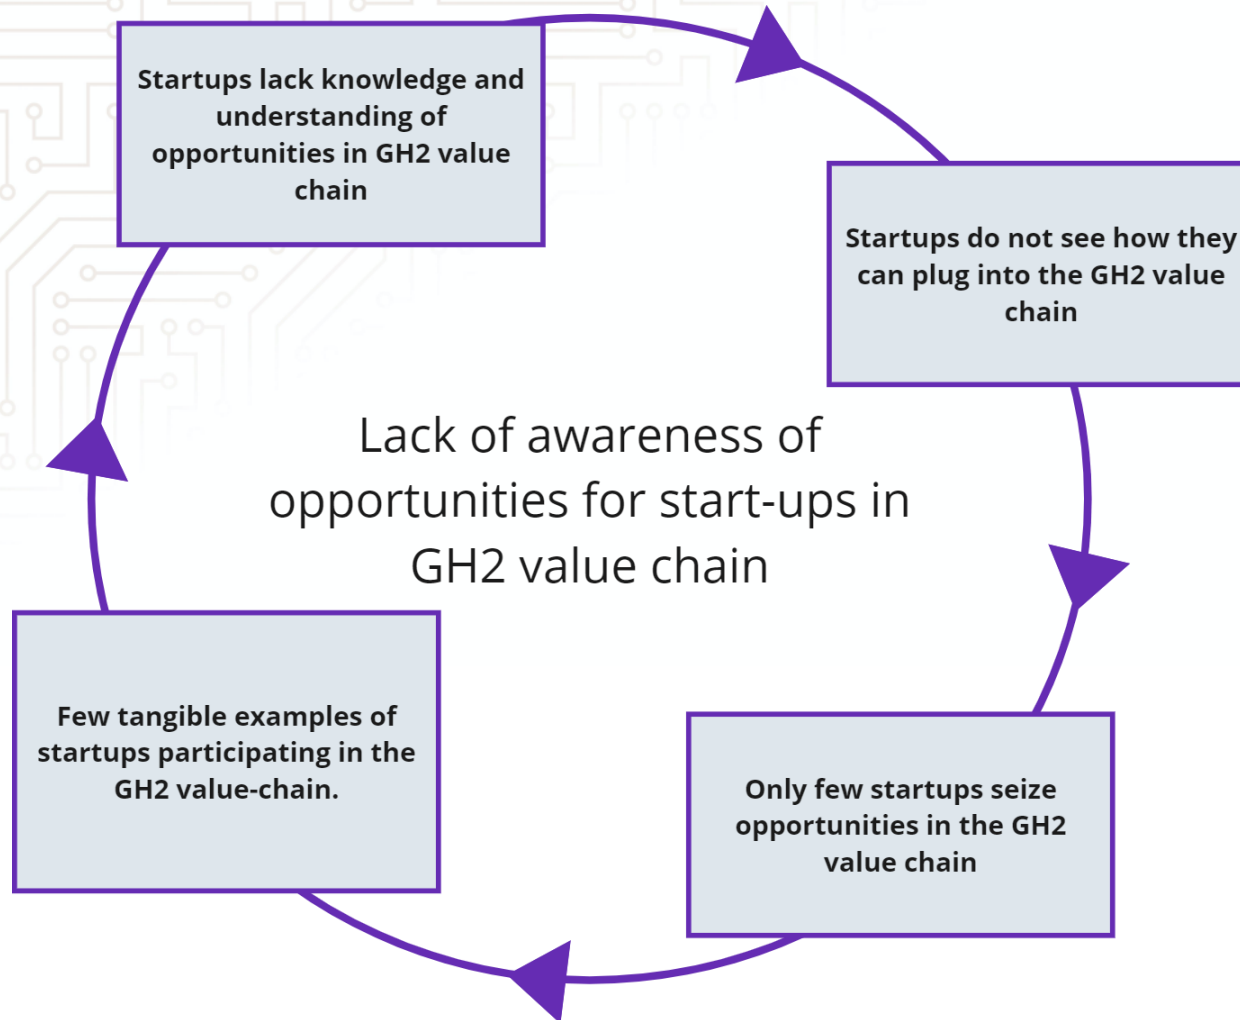 Startups lack knowledge and
understanding of
opportunities in GH2 value
chain
Startups do not see how they
can plug into the GH2 value
chain
Lack of awareness of
opportunities for start-ups in
GH2 value chain
Few tangible examples of
startups participating in the
GH2 value-chain.
Only few startups seize
opportunities in the GH2
value chain